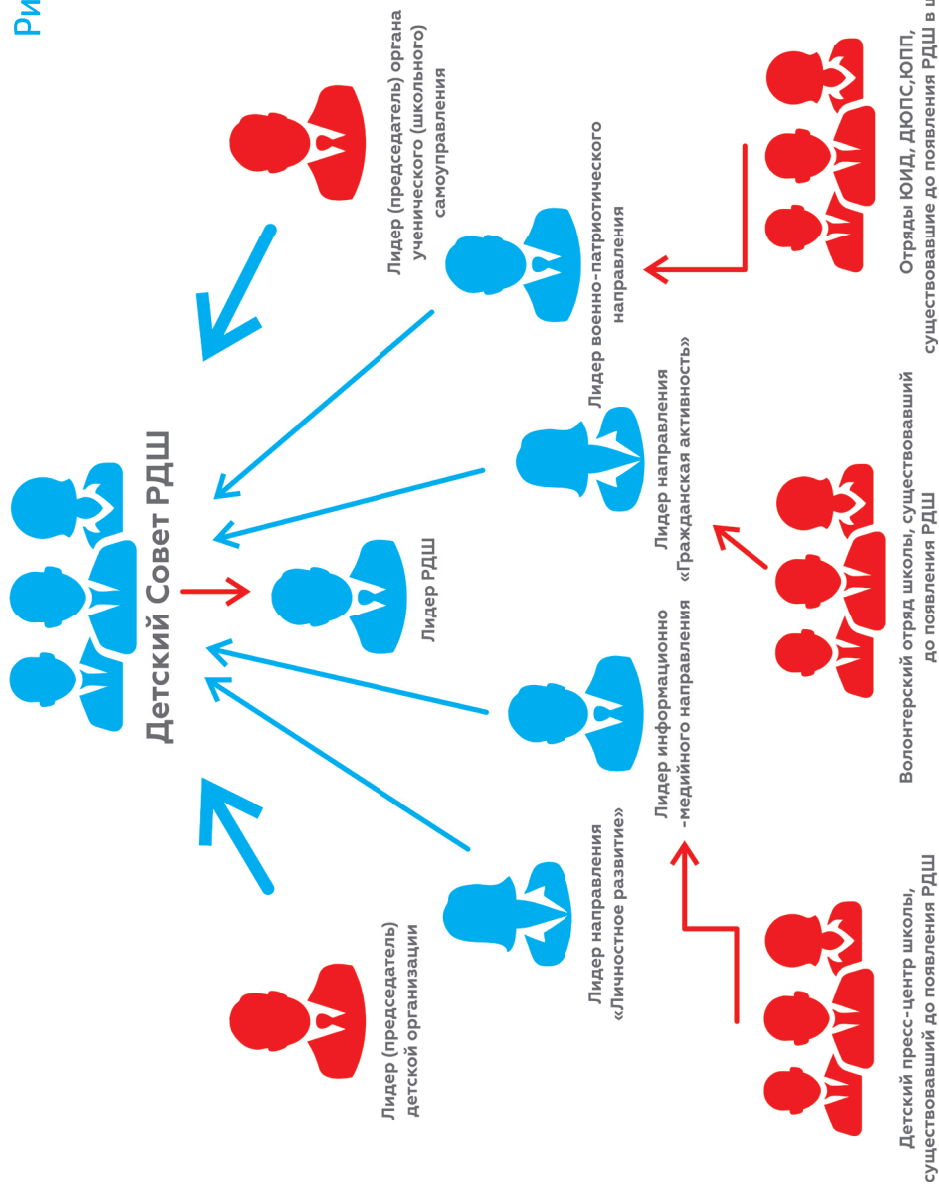 Ри
Детский Совет РДШ
Лидер (председатель)
детской организации
Лидер РДШ
Лидер (председатель) органа
ученического (школьного)
самоуправления
Лидер направления
«Личностное развитие»
Лидер информационно
-медийного направления
Лидер направления
«Гражданская активность»
Лидер военно-патриотического
направления
Детский пресс-центр школы,
существовавший до появления РДШ
Волонтерский отряд школы, существовавший
до появления РДШ
Отряды ЮИД, ДЮПС,ЮПП,
существовавшие до появления РДШ в ш